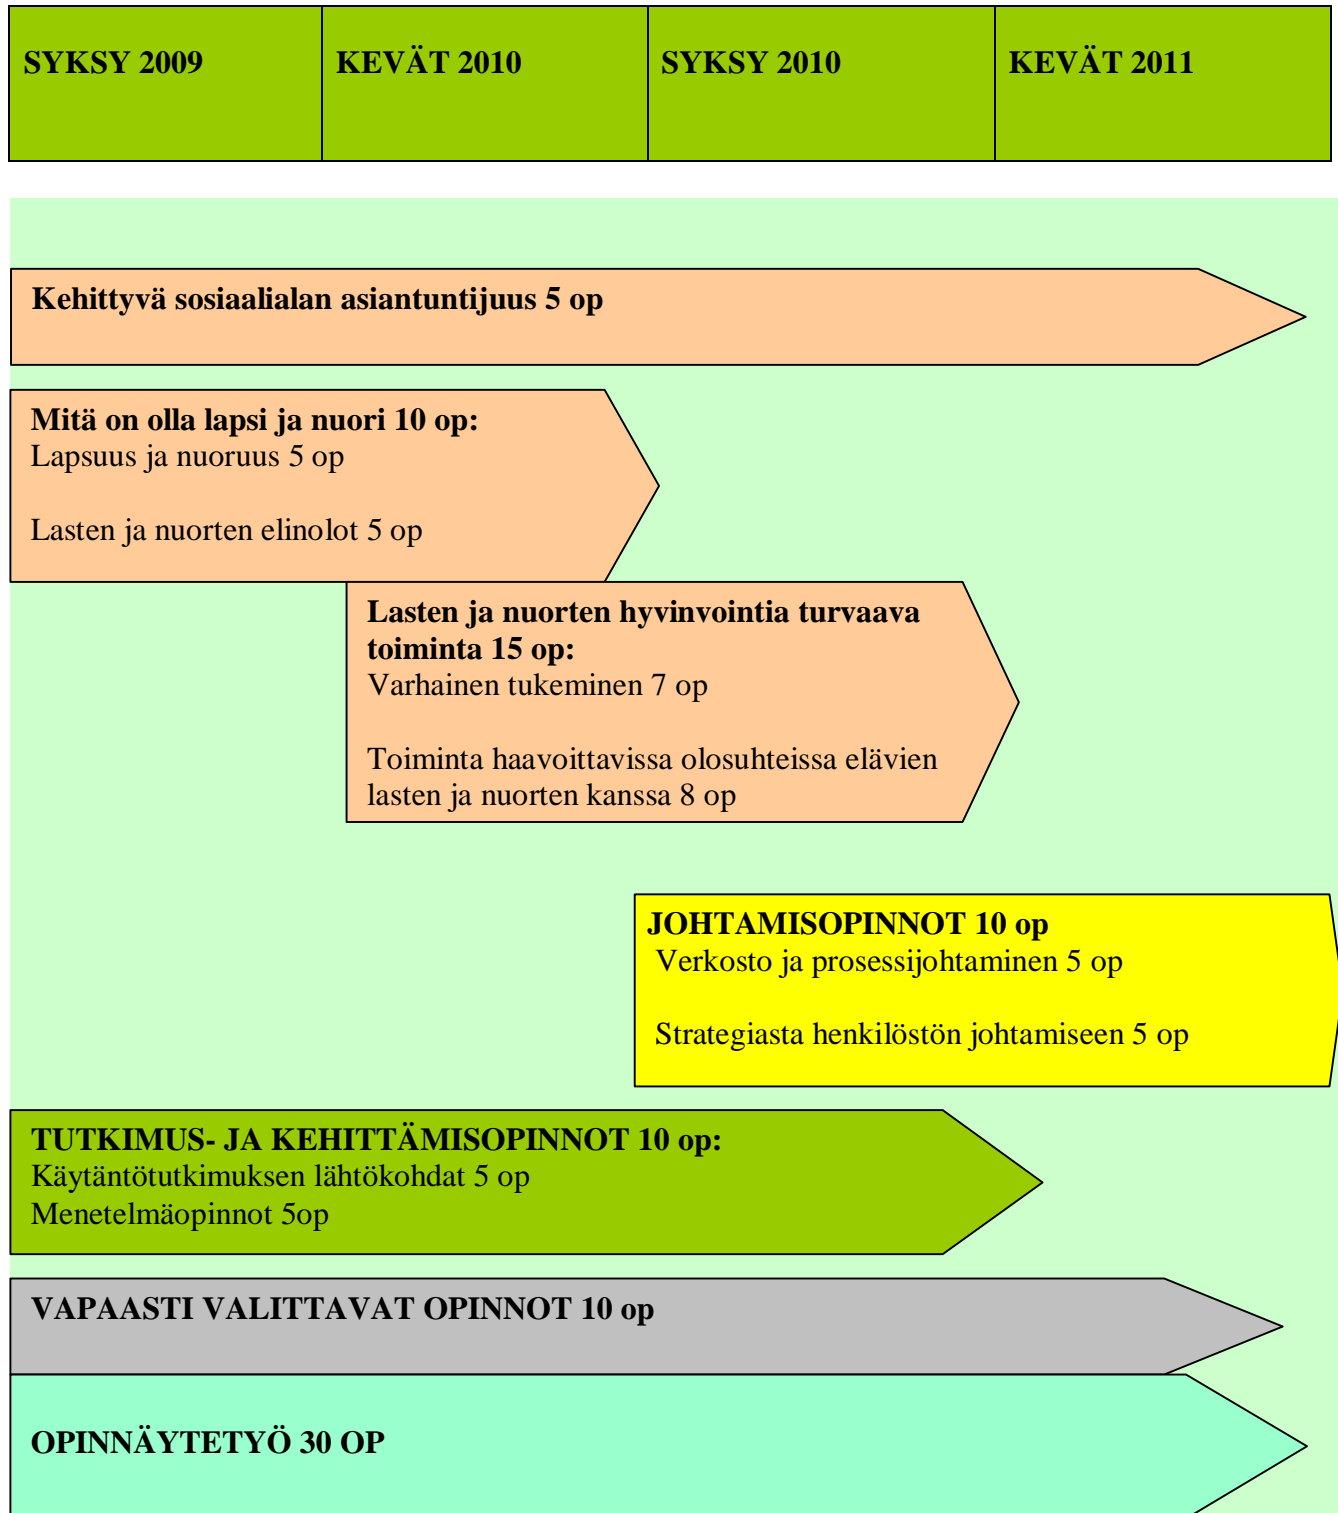 SYKSY 2009
KEVÄT 2010
SYKSY 2010
KEVÄT 2011
Kehittyvä sosiaalialan asiantuntijuus 5 op
Mitä on olla lapsi ja nuori 10 op:
Lapsuus ja nuoruus 5 op
Lasten ja nuorten elinolot 5 op
Lasten ja nuorten hyvinvointia turvaava
toiminta 15 op:
Varhainen tukeminen 7 op
Toiminta haavoittavissa olosuhteissa elävien
lasten ja nuorten kanssa 8 op
JOHTAMISOPINNOT 10 op
Verkosto ja prosessijohtaminen 5 op
Strategiasta henkilöstön johtamiseen 5 op
TUTKIMUS- JA KEHITTÄMISOPINNOT 10 op:
Käytäntötutkimuksen lähtökohdat 5 op
Menetelmäopinnot 5op
VAPAASTI VALITTAVAT OPINNOT 10 op
OPINNÄYTETYÖ 30 OP